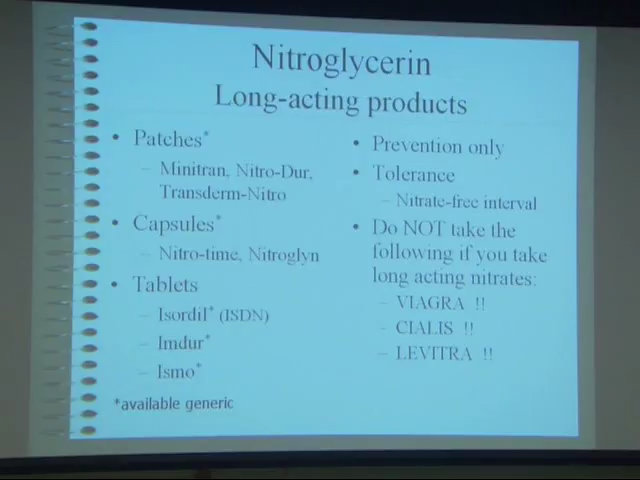 Nitroglycerin
Long-acting products
• Patches*
– Minitran, Nitro-Dur,
Transderm-Nitro
• Capsules*
– Nitro-time, Nitroglyn
• Tablets
– Isordil* (ISDN)
– Imdur*
– Ismo*
*available generic
• Prevention only
• Tolerance
– Nitrate-free interval
• Do NOT take the
following if you take
long acting nitrates:
– VIAGRA !!
– CIALIS !!
– LEVITRA !!